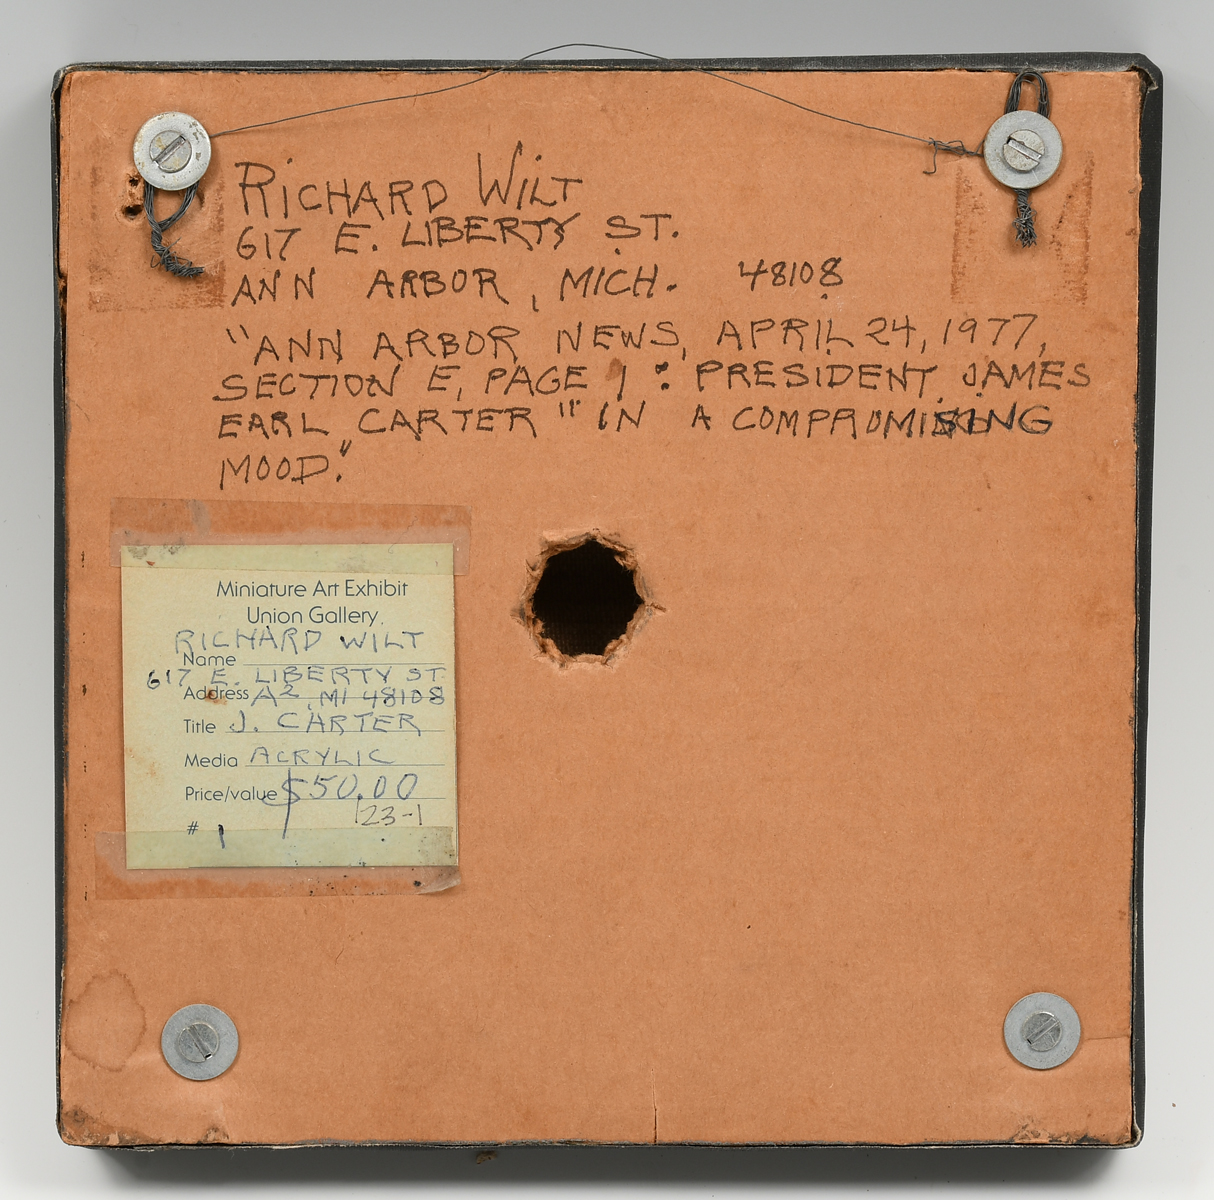 RICHARD WILT
617 E. LIBERTY ST.
ANN ARBOR, MICH. 48108
"ANN ARBOR NEWS, APRIL 24, 1977,
SECTION E, PAGE 1: PRESIDENT JAMES
EARL CARTER "IN A COMPROMISING
MOOD."
Miniature Art Exhibit
Union Gallery
RICHARD WILT
Name
617 E. LIBERTY ST
Address A2, MI 48108
Title J. CARTER
Media ACRYLIC
Price/value $50.00
123-1
# 1